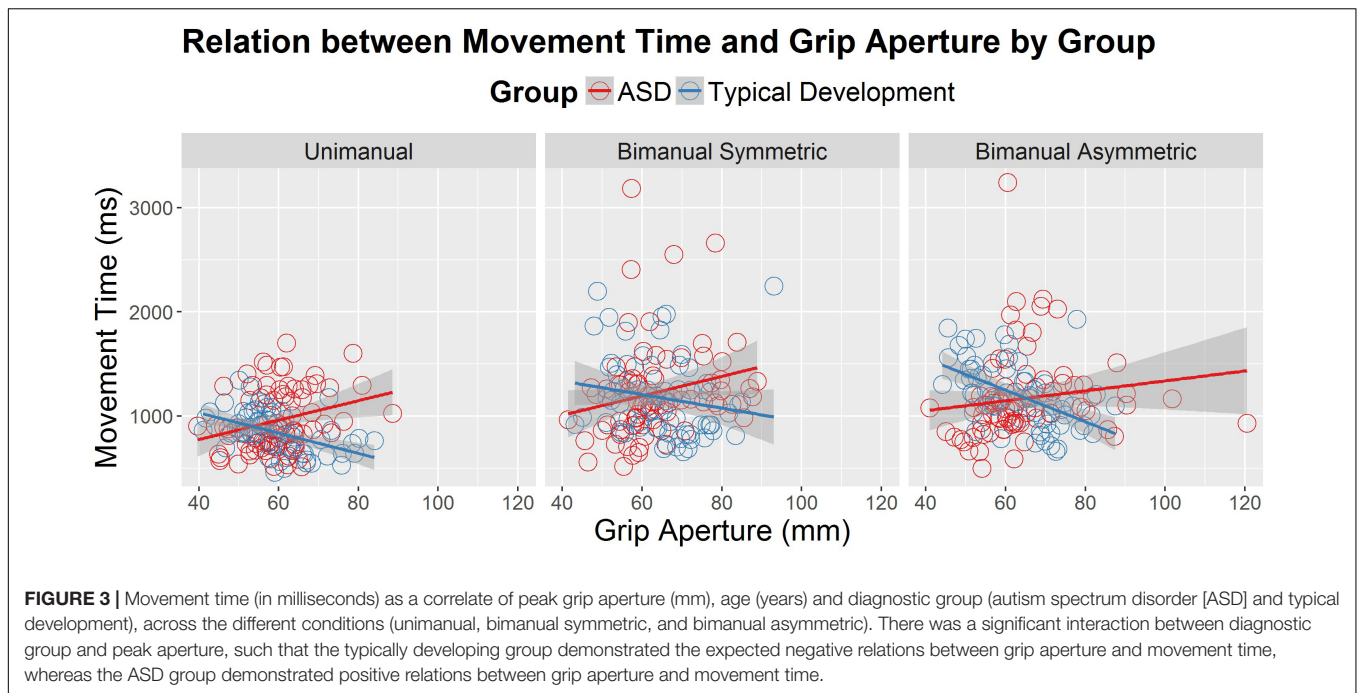 Relation between Movement Time and Grip Aperture by Group
Group ASD Typical Development
Unimanual
Bimanual Symmetric
Bimanual Asymmetric
Movement Time (ms)
3000
2000
1000
40 60 80 100 120
40 60 80 100 120
40 60 80 100 120
Grip Aperture (mm)
FIGURE 3 | Movement time (in milliseconds) as a correlate of peak grip aperture (mm), age (years) and diagnostic group (autism spectrum disorder [ASD] and typical
development), across the different conditions (unimanual, bimanual symmetric, and bimanual asymmetric). There was a significant interaction between diagnostic
group and peak aperture, such that the typically developing group demonstrated the expected negative relations between grip aperture and movement time,
whereas the ASD group demonstrated positive relations between grip aperture and movement time.